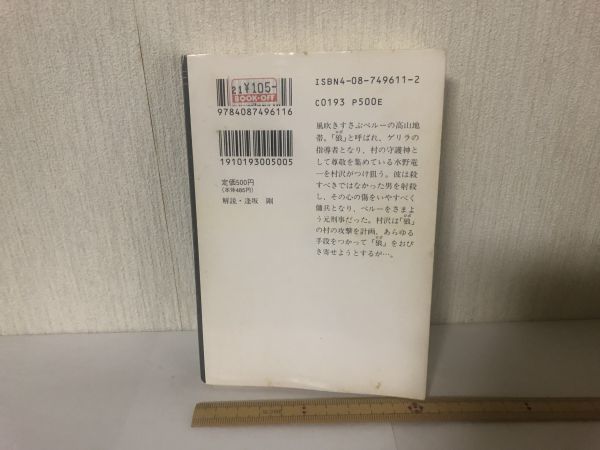 21 ¥105-
BOOK-OFF
9784087496116
1910193005005
定価500円
(本体485円)
解説・逢坂 剛
ISBN4-08-749611-2
C0193 P500E
風吹きすさぶペルーの高山地
帯。「狼」と呼ばれ、ゲリラの
指導者となり、村の守護神と
して尊敬を集めている水野竜
一を村沢がつけ狙う。彼は殺
すべきではなかった男を射殺
し、その心の傷をいやすべく
傭兵となり、ペルーをさまよ
う元刑事だった。村沢は「狼」
の村の攻撃を計画、あらゆる
手段をつかって「狼」をおび
き寄せようとするが…。